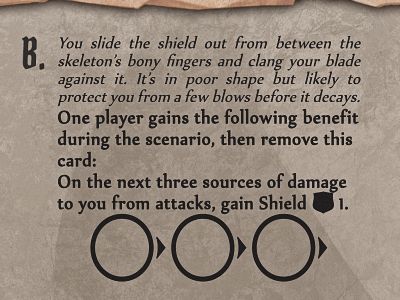 B. You slide the shield out from between the
skeleton's bony fingers and clang your blade
against it. It's in poor shape but likely to
protect you from a few blows before it decays.
One player gains the following benefit
during the scenario, then remove this
card:
On the next three sources of damage
to you from attacks, gain Shield 1.